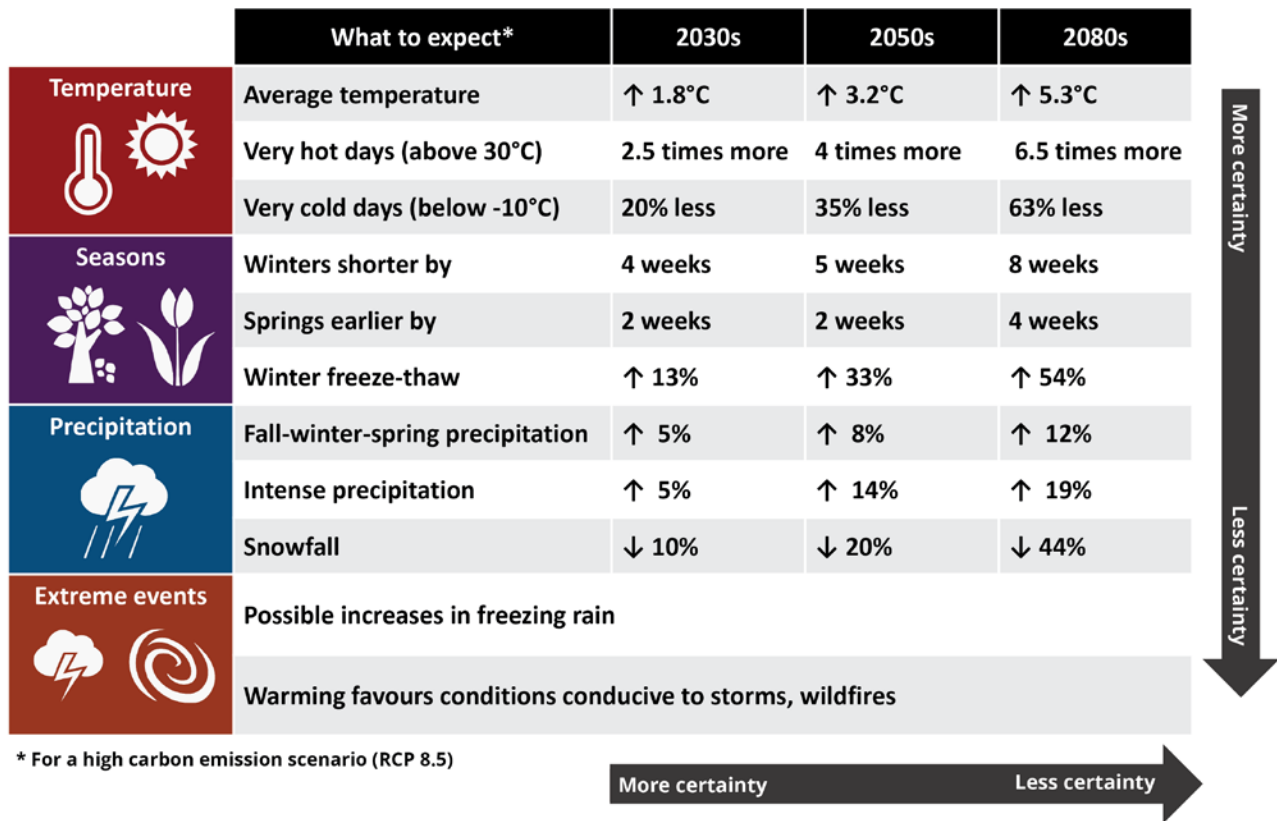 What to expect* 2030s 2050s 2080s
Temperature
Average temperature ↑ 1.8°C ↑ 3.2°C ↑ 5.3°C
Very hot days (above 30°C) 2.5 times more 4 times more 6.5 times more
Very cold days (below -10°C) 20% less 35% less 63% less
Seasons
Winters shorter by 4 weeks 5 weeks 8 weeks
Springs earlier by 2 weeks 2 weeks 4 weeks
Winter freeze-thaw ↑ 13% ↑ 33% ↑ 54%
Precipitation
Fall-winter-spring precipitation ↑ 5% ↑ 8% ↑ 12%
Intense precipitation ↑ 5% ↑ 14% ↑ 19%
Snowfall ↓ 10% ↓ 20% ↓ 44%
Extreme events
Possible increases in freezing rain
Warming favours conditions conducive to storms, wildfires
More certainty
Less certainty
* For a high carbon emission scenario (RCP 8.5)
More certainty Less certainty